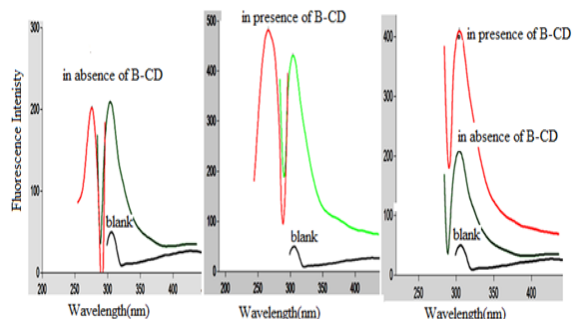 Fluorescence Intenisty
300
200
100
0
in absence of B-CD
blank
200 250 300 350 400
Wavelength(nm)
500
400
300
200
100
0
in presence of B-CD
blank
200 250 300 350 400
Wavelength(nm)
400
300
200
100
0
in presence of B-CD
in absence of B-CD
blank
200 250 300 350 400
Wavelength(nm)